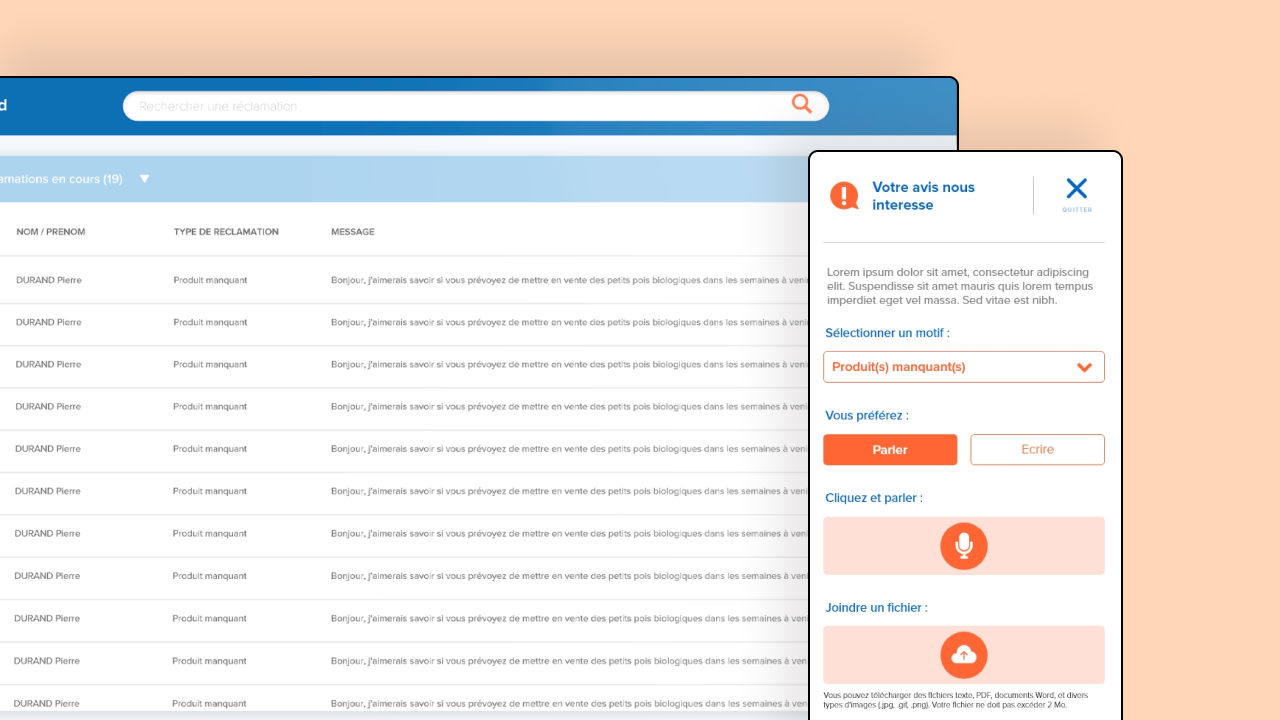 d
Rechercher une réclamation
amations en cours (19)
NOM / PRENOM TYPE DE RECLAMATION MESSAGE
DURAND Pierre Produit manquant Bonjour, j'aimerais savoir si vous prévoyez de mettre en vente des petits pois biologiques dans les semaines à veni
DURAND Pierre Produit manquant Bonjour, j'aimerais savoir si vous prévoyez de mettre en vente des petits pois biologiques dans les semaines à veni
DURAND Pierre Produit manquant Bonjour, j'aimerais savoir si vous prévoyez de mettre en vente des petits pois biologiques dans les semaines à veni
DURAND Pierre Produit manquant Bonjour, j'aimerais savoir si vous prévoyez de mettre en vente des petits pois biologiques dans les semaines à veni
DURAND Pierre Produit manquant Bonjour, j'aimerais savoir si vous prévoyez de mettre en vente des petits pois biologiques dans les semaines à veni
DURAND Pierre Produit manquant Bonjour, j'aimerais savoir si vous prévoyez de mettre en vente des petits pois biologiques dans les semaines à veni
DURAND Pierre Produit manquant Bonjour, j'aimerais savoir si vous prévoyez de mettre en vente des petits pois biologiques dans les semaines à veni
DURAND Pierre Produit manquant Bonjour, j'aimerais savoir si vous prévoyez de mettre en vente des petits pois biologiques dans les semaines à veni
DURAND Pierre Produit manquant Bonjour, j'aimerais savoir si vous prévoyez de mettre en vente des petits pois biologiques dans les semaines à veni
DURAND Pierre Produit manquant Bonjour, j'aimerais savoir si vous prévoyez de mettre en vente des petits pois biologiques dans les semaines à ven
DURAND Pierre Produit manquant Bonjour, j'aimerais savoir si vous prévoyez de mettre en vente des petits pois biologiques dans les semaines à ven
Votre avis nous
interesse
QUITTER
Lorem ipsum dolor sit amet, consectetur adipiscing
elit. Suspendisse sit amet mauris quis lorem tempus
imperdiet eget vel massa. Sed vitae est nibh.
Sélectionner un motif :
Produit(s) manquant(s)
Vous préférez :
Parler Ecrire
Cliquez et parler :
Joindre un fichier :
Vous pouvez télécharger des fichiers texte, PDF, documents Word, et divers
types d'images (.jpg, .gif, .png). Votre fichier ne doit pas excéder 2 Mo.